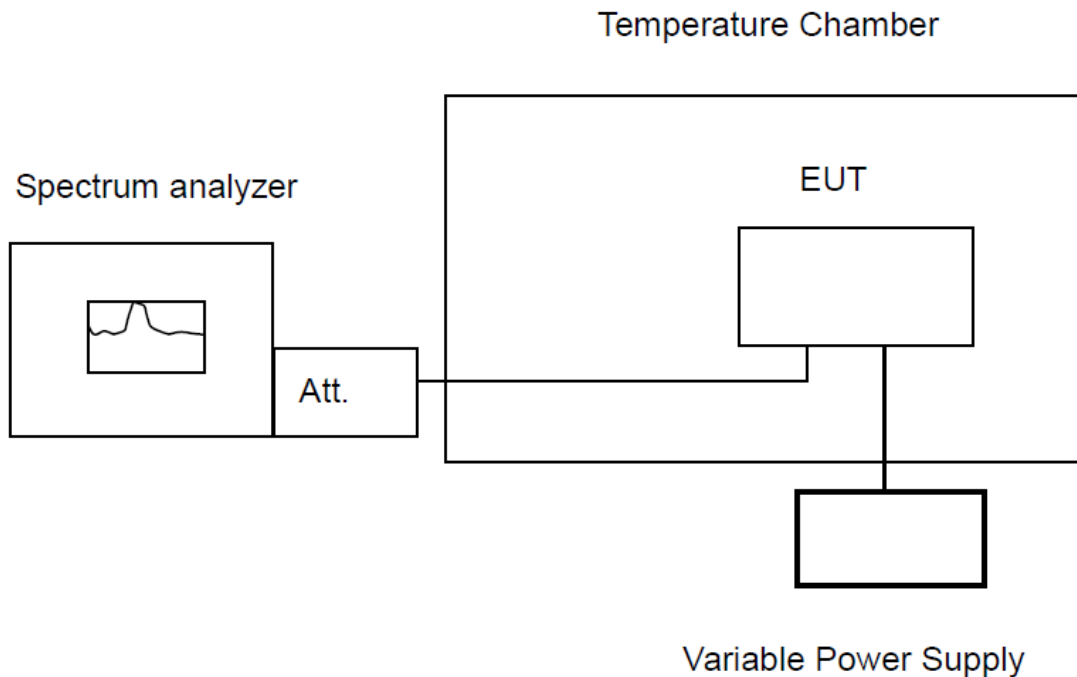 Temperature Chamber
Spectrum analyzer
EUT
Att.
Variable Power Supply